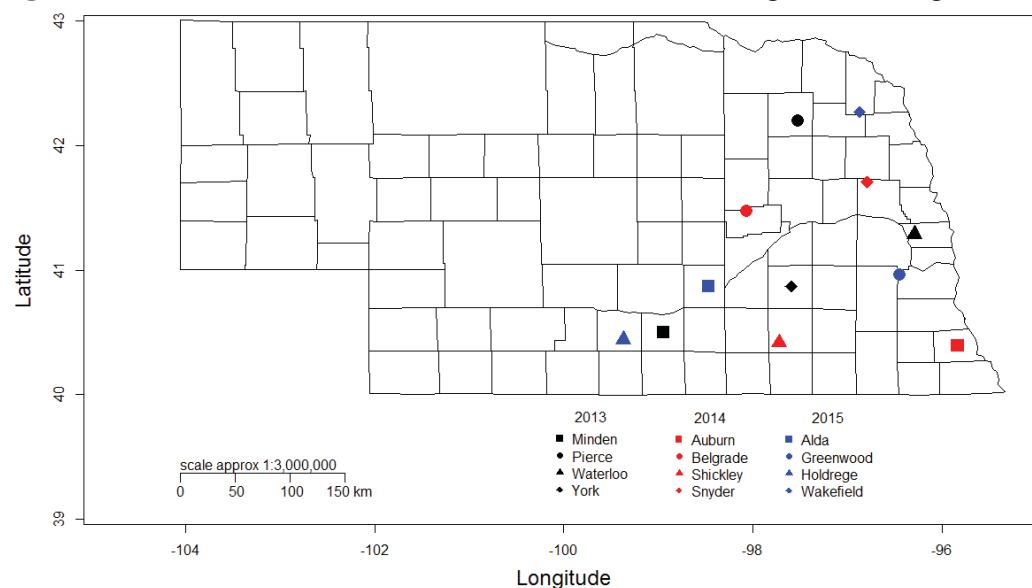 43
42
41
40
39
Latitude
2013
2014
2015
Minden
Auburn
Alda
Pierce
Belgrade
Greenwood
Waterloo
Shickley
Holdrege
York
Snyder
Wakefield
scale approx 1:3,000,000
0 50 100 150 km
-104 -102 -100 -98 -96
Longitude